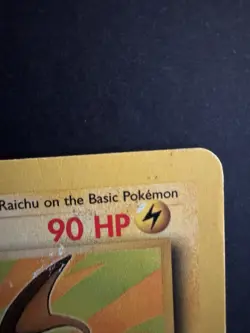 Raichu on the Basic Pokémon
90 HP